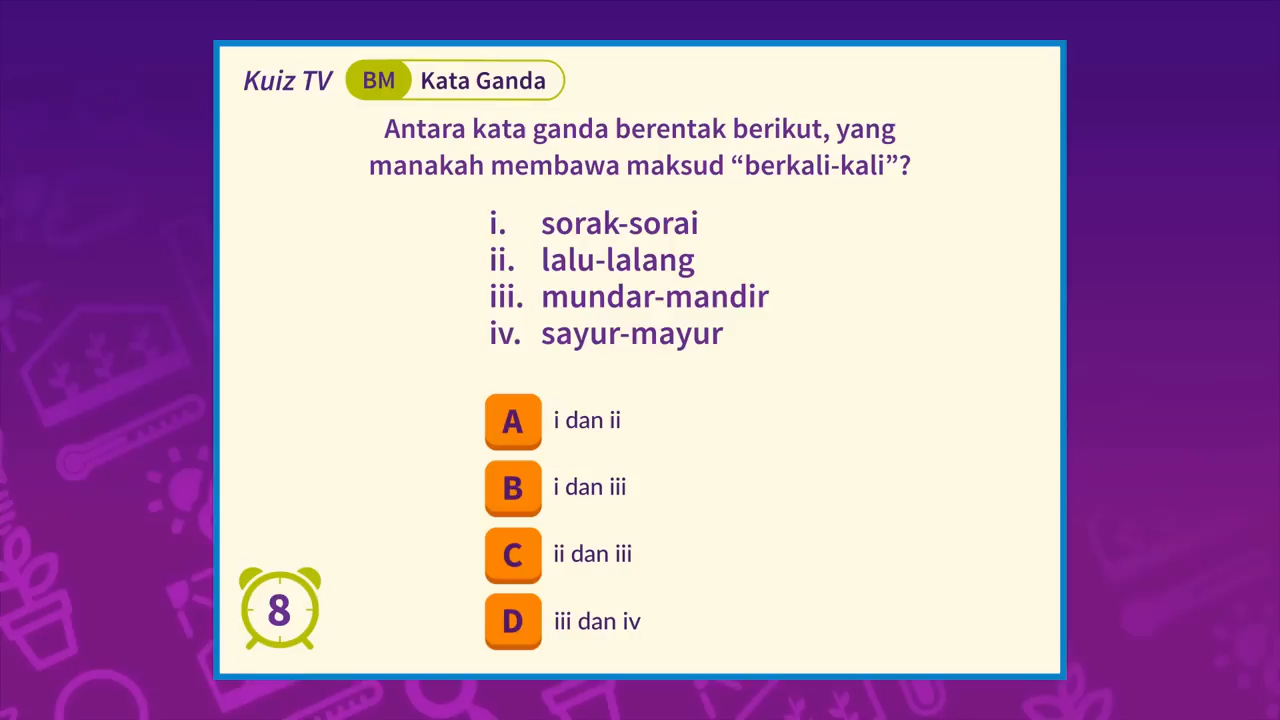 Kuiz TV BM Kata Ganda
Antara kata ganda berentak berikut, yang
manakah membawa maksud “berkali-kali”?
i. sorak-sorai
ii. lalu-lalang
iii. mundar-mandir
iv. sayur-mayur
A i dan ii
B i dan iii
C ii dan iii
D iii dan iv
8